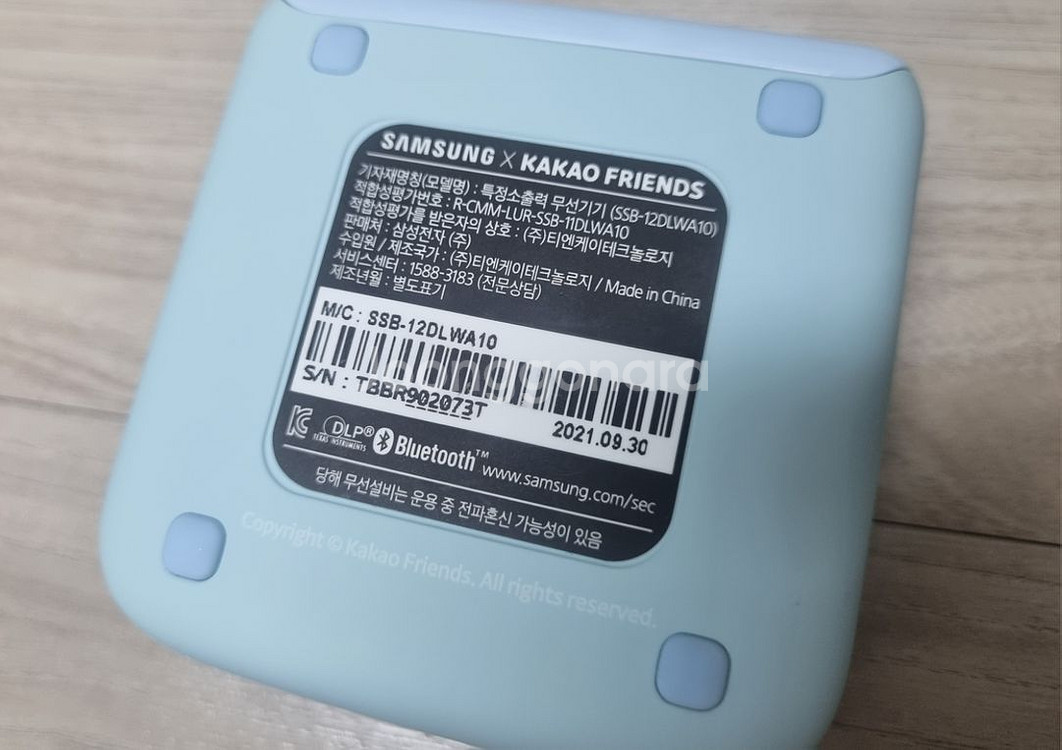 SAMSUNG X KAKAO FRIENDS
기자재명칭(모델명) : 특정소출력 무선기기 (SSB-12DLWA10)
적합성평가번호 : R-CMM-LUR-SSB-11DLWA10
적합성평가를 받은자의 상호 : (주)티엔케이테크놀로지
판매처 : 삼성전자 (주)
수입원 / 제조국가 : (주)티엔케이테크놀로지 / Made in China
서비스센터 : 1588-3183 (전문상담)
제조년월 : 별도표기
M/C : SSB-12DLWA10
S/N : TBBR902073T
2021.09.30
DLP® TEXAS INSTRUMENTS Bluetooth™ www.samsung.com/sec
당해 무선설비는 운용 중 전파혼신 가능성이 있음
Copyright © Kakao Friends. All rights reserved.